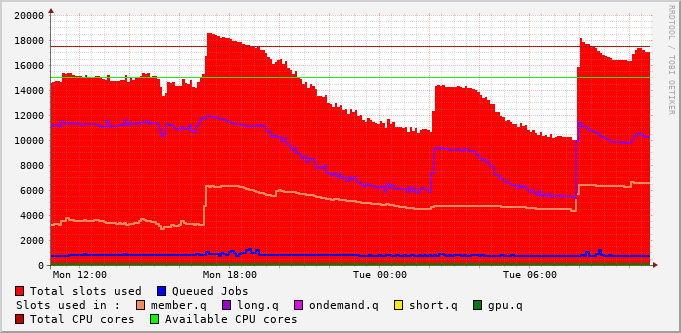 20000
18000
16000
14000
12000
10000
8000
6000
4000
2000
0
Mon 12:00 Mon 18:00 Tue 00:00 Tue 06:00
RRDTOOL / TOBI OETIKER
Total slots used Queued Jobs
Slots used in : member.q long.q ondemand.q short.q gpu.q
Total CPU cores Available CPU cores